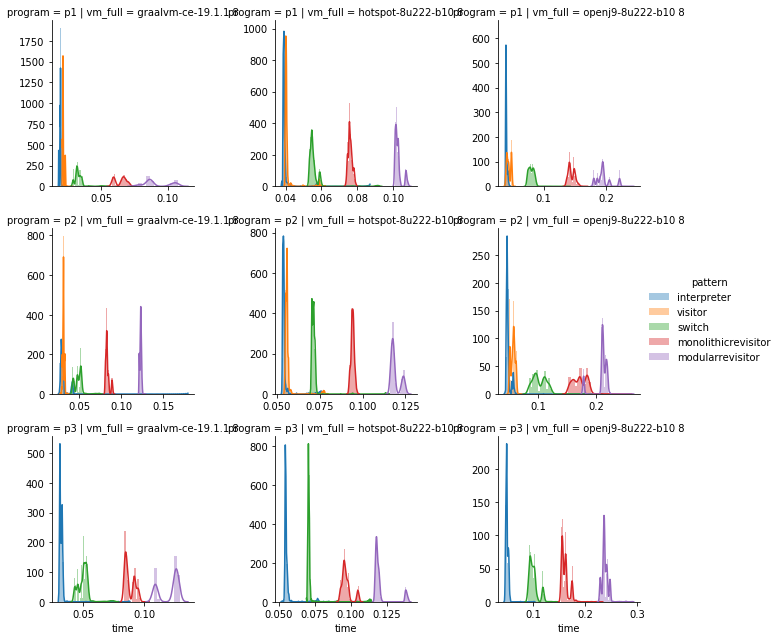 program = p1 | vm_full = graalvm-ce-19.1.1 8
program = p1 | vm_full = hotspot-8u222-b10 8
program = p1 | vm_full = openj9-8u222-b10 8
1750
1500
1250
1000
750
500
250
0
0.05 0.10
1000
800
600
400
200
0
0.04 0.06 0.08 0.10
600
500
400
300
200
100
0
0.1 0.2
program = p2 | vm_full = graalvm-ce-19.1.1 8
program = p2 | vm_full = hotspot-8u222-b10 8
program = p2 | vm_full = openj9-8u222-b10 8
800
600
400
200
0
0.05 0.10 0.15
800
700
600
500
400
300
200
100
0
0.050 0.075 0.100 0.125
300
250
200
150
100
50
0
0.1 0.2
pattern
interpreter
visitor
switch
monolithicrevisitor
modularrevisitor
program = p3 | vm_full = graalvm-ce-19.1.1 8
program = p3 | vm_full = hotspot-8u222-b10 8
program = p3 | vm_full = openj9-8u222-b10 8
500
400
300
200
100
0
0.05 0.10
time
800
600
400
200
0
0.050 0.075 0.100 0.125
time
200
150
100
50
0
0.1 0.2 0.3
time